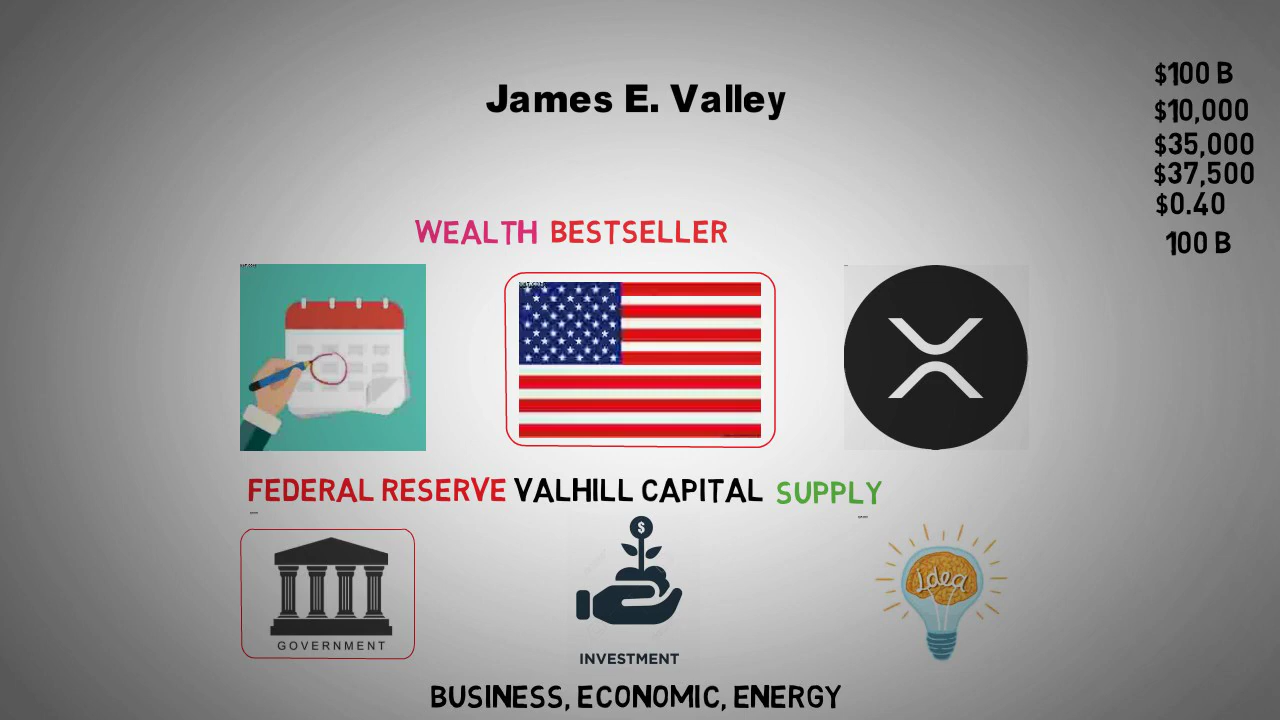 James E. Valley
$100 B
$10,000
$35,000
$37,500
$0.40
100 B
WEALTH BESTSELLER
FEDERAL RESERVE VALHILL CAPITAL SUPPLY
GOVERNMENT
INVESTMENT
idea
BUSINESS, ECONOMIC, ENERGY